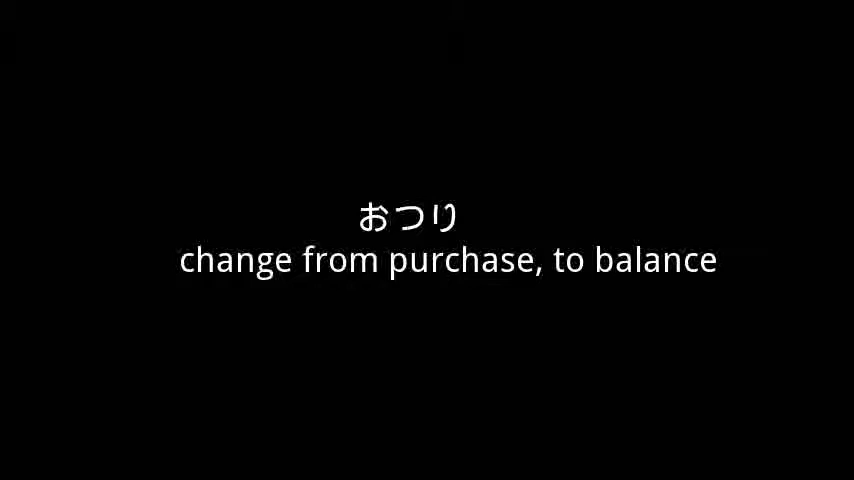 おつり
change from purchase, to balance